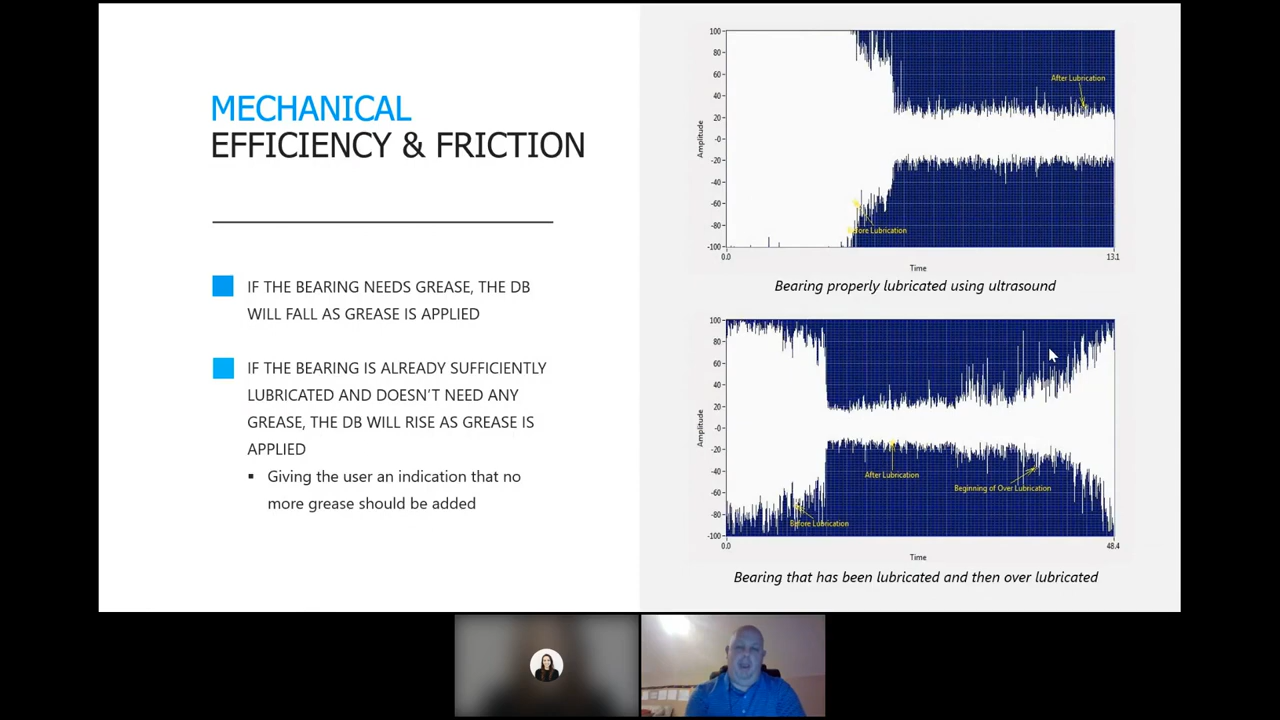 MECHANICAL
EFFICIENCY & FRICTION
IF THE BEARING NEEDS GREASE, THE DB
WILL FALL AS GREASE IS APPLIED
IF THE BEARING IS ALREADY SUFFICIENTLY
LUBRICATED AND DOESN'T NEED ANY
GREASE, THE DB WILL RISE AS GREASE IS
APPLIED
Giving the user an indication that no
more grease should be added
100
80
60
40
20
-0
-20
-40
-60
-80
-100
Amplitude
After Lubrication
Before Lubrication
0.0
13.1
Time
Bearing properly lubricated using ultrasound
100
80
60
40
20
-0
-20
-40
-60
-80
-100
Amplitude
After Lubrication
Beginning of Over Lubrication
Before Lubrication
0.0
48.4
Time
Bearing that has been lubricated and then over lubricated